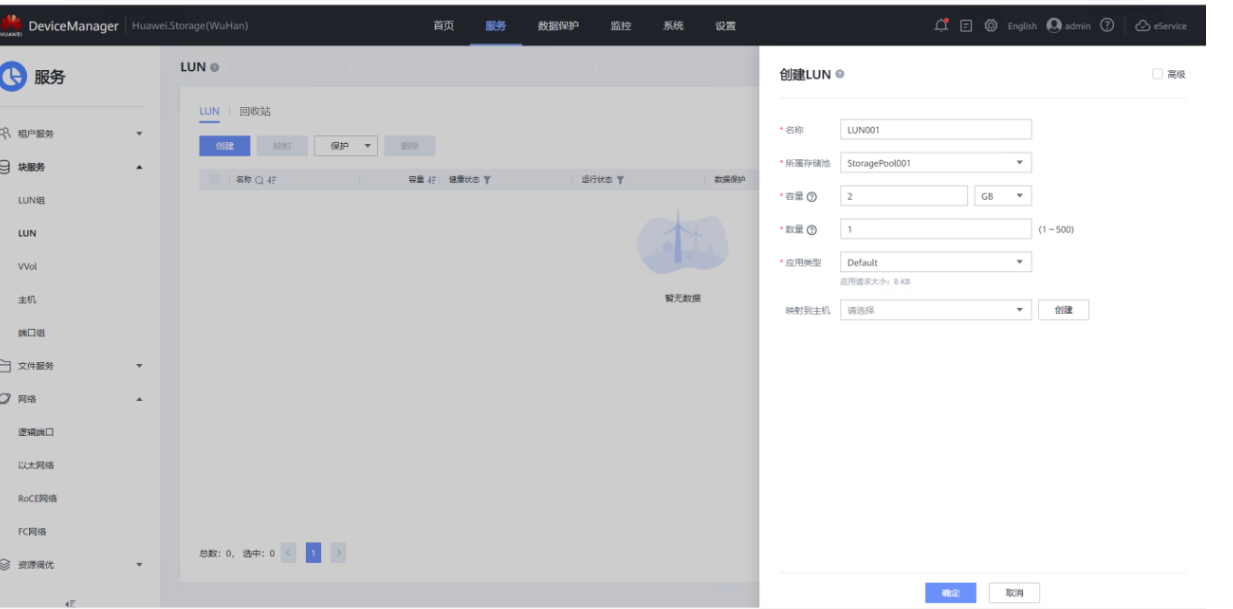 HUAWEI DeviceManager Huawei.Storage(WuHan) 首页 服务 数据保护 监控 系统 设置 English admin eService
服务
租户服务
块服务
LUN组
LUN
VVol
主机
端口组
文件服务
网络
逻辑端口
以太网络
RoCE网络
FC网络
资源调优
LUN
LUN 回收站
创建 映射 保护 删除
名称 容量 健康状态 运行状态 数据保护
暂无数据
总数: 0, 选中: 0 < 1 >
创建LUN 高级
* 名称 LUN001
* 所属存储池 StoragePool001
* 容量 2 GB
* 数量 1 (1 ~ 500)
* 应用类型 Default
应用请求大小: 8 KB
映射到主机 请选择 创建
确定 取消